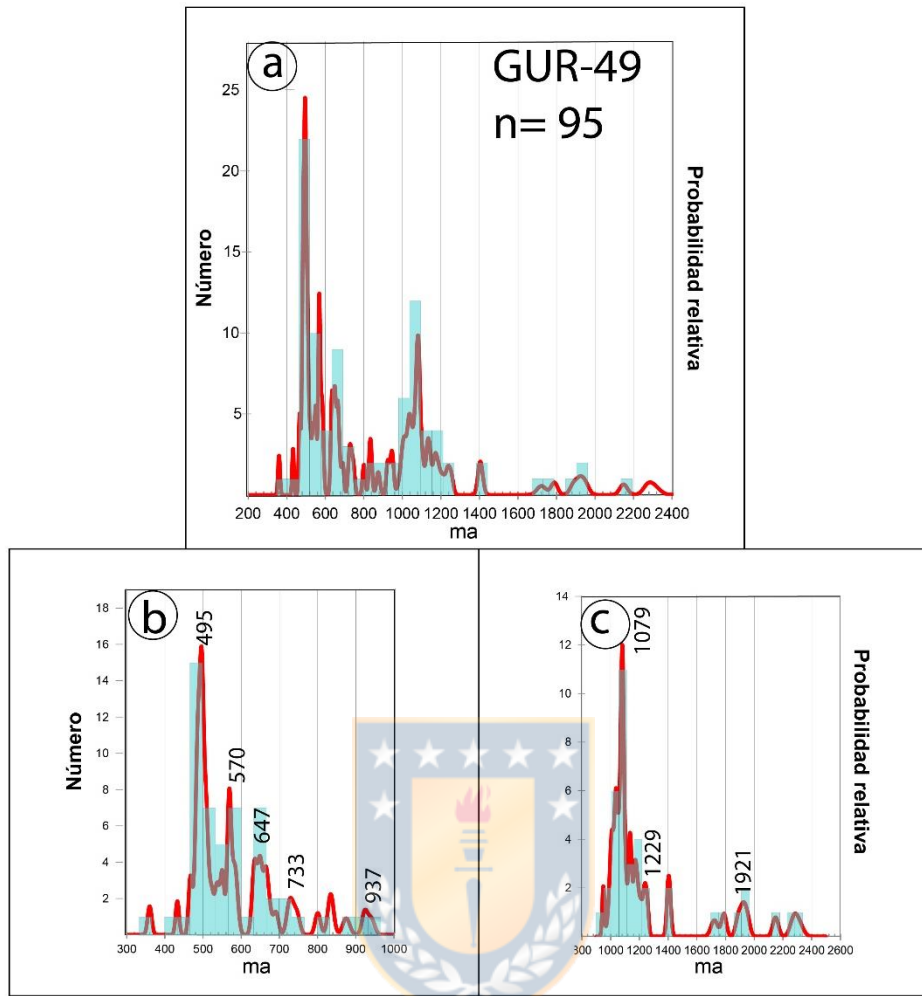 a
GUR-49
n= 95
Número
Probabilidad relativa
25
20
15
10
5
200 400 600 800 1000 1200 1400 1600 1800 2000 2200 2400
ma
b
Número
18
16
14
12
10
8
6
4
2
495
570
647
733
937
300 400 500 600 700 800 900 1000
ma
c
Probabilidad relativa
14
12
10
8
6
4
2
1079
1229
1921
800 1000 1200 1400 1600 1800 2000 2200 2400 2600
ma